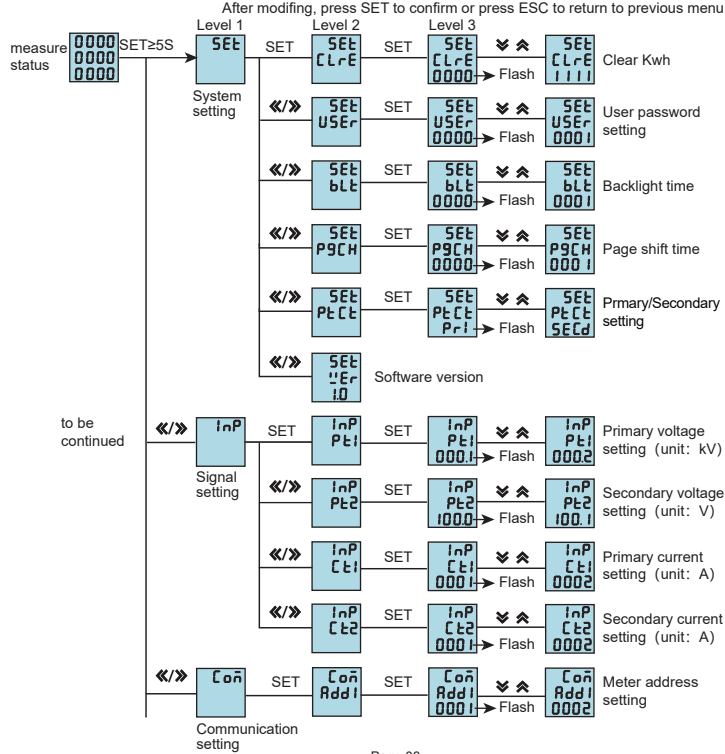 After modifing, press SET to confirm or press ESC to return to previous menu
Level 1 Level 2 Level 3
measure status
0000
0000
0000
SET≥5S
SEt
System setting
SET
SEt
CLrE
SET
SEt
CLrE
0000
Flash
SEt
CLrE
1111
Clear Kwh
SEt
USEr
SET
SEt
USEr
0000
Flash
SEt
USEr
0001
User password setting
SEt
bLt
SET
SEt
bLt
0000
Flash
SEt
bLt
0001
Backlight time
SEt
PgCH
SET
SEt
PgCH
0000
Flash
SEt
PgCH
0001
Page shift time
SEt
PtCt
SET
SEt
PtCt
PrI
Flash
SEt
PtCt
SECd
Prmary/Secondary setting
SEt
VEr
1.0
Software version
to be continued
InP
Signal setting
SET
InP
Pt1
SET
InP
Pt1
000.1
Flash
InP
Pt1
000.2
Primary voltage setting (unit: kV)
InP
Pt2
SET
InP
Pt2
100.0
Flash
InP
Pt2
100.1
Secondary voltage setting (unit: V)
InP
Ct1
SET
InP
Ct1
0001
Flash
InP
Ct1
0002
Primary current setting (unit: A)
InP
Ct2
SET
InP
Ct2
0001
Flash
InP
Ct2
0002
Secondary current setting (unit: A)
Con
Communication setting
SET
Con
Add1
SET
Con
Add1
0001
Flash
Con
Add1
0002
Meter address setting